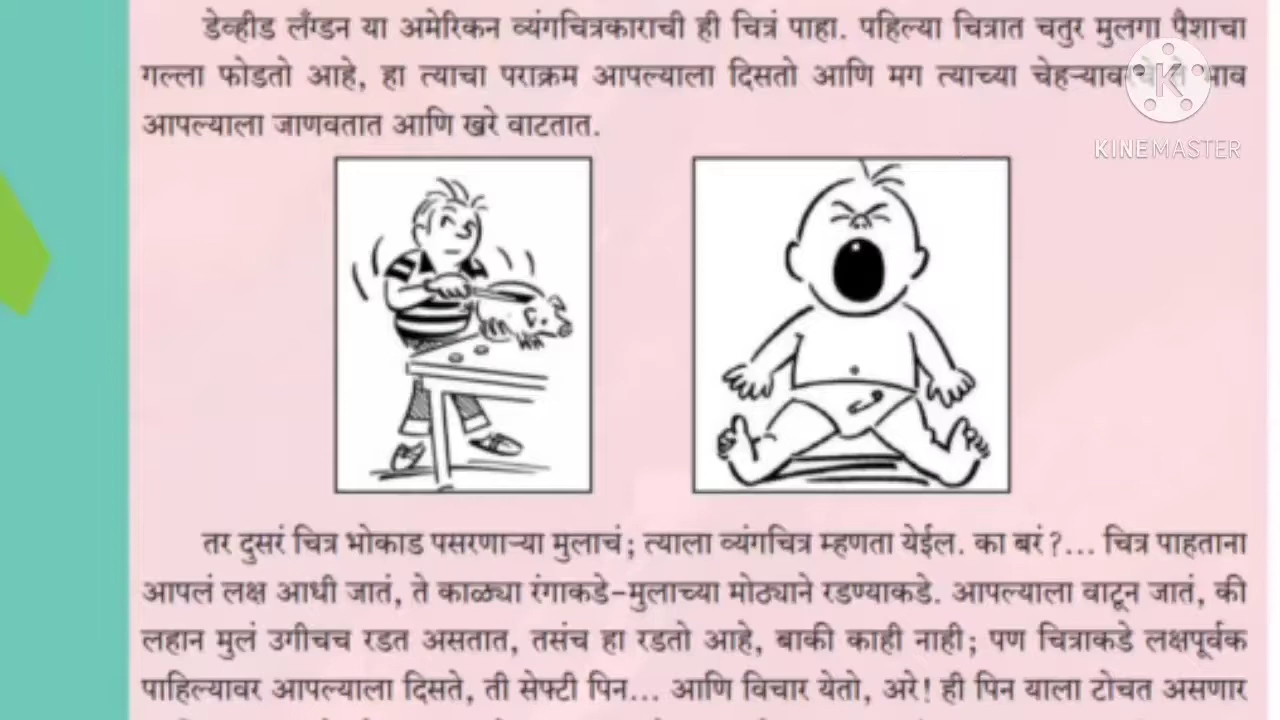 डेव्हीड लँग्डन या अमेरिकन व्यंगचित्रकाराची ही चित्रं पाहा. पहिल्या चित्रात चतुर मुलगा पैशाचा
गल्ला फोडतो आहे, हा त्याचा पराक्रम आपल्याला दिसतो आणि मग त्याच्या भाव
आपल्याला जाणवतात आणि खरे वाटतात.
KINEMASTER
तर दुसरं चित्र भोकाड पसरणाऱ्या मुलाचं; त्याला व्यंगचित्र म्हणता येईल. का बरं?... चित्र पाहताना
आपलं लक्ष आधी जातं, ते काळ्या रंगाकडे-मुलाच्या मोठ्याने रडण्याकडे. आपल्याला वाटून जातं, की
लहान मुलं उगीचच रडत असतात, तसंच हा रडतो आहे, बाकी काही नाही; पण चित्राकडे लक्षपूर्वक
पाहिल्यावर आपल्याला दिसते, ती सेफ्टी पिन... आणि विचार येतो, अरे! ही पिन याला टोचत असणार